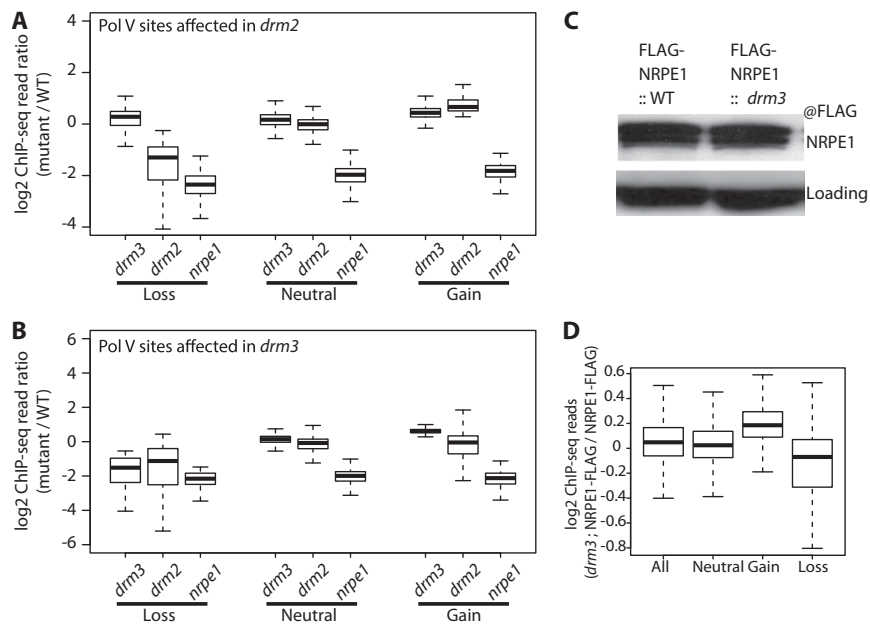 A
Pol V sites affected in drm2
log2 ChIP-seq read ratio
(mutant / WT)
4
2
0
-2
-4
drm3
drm2
nrpe1
drm3
drm2
nrpe1
drm3
drm2
nrpe1
Loss
Neutral
Gain
B
Pol V sites affected in drm3
log2 ChIP-seq read ratio
(mutant / WT)
6
4
2
0
-2
-4
-6
drm3
drm2
nrpe1
drm3
drm2
nrpe1
drm3
drm2
nrpe1
Loss
Neutral
Gain
C
FLAG-
NRPE1
:: WT
FLAG-
NRPE1
:: drm3
@FLAG
NRPE1
Loading
D
log2 ChIP-seq reads
(drm3 ; NRPE1-FLAG / NRPE1-FLAG)
0.6
0.4
0.2
0
-0.2
-0.4
-0.6
-0.8
All
Neutral
Gain
Loss